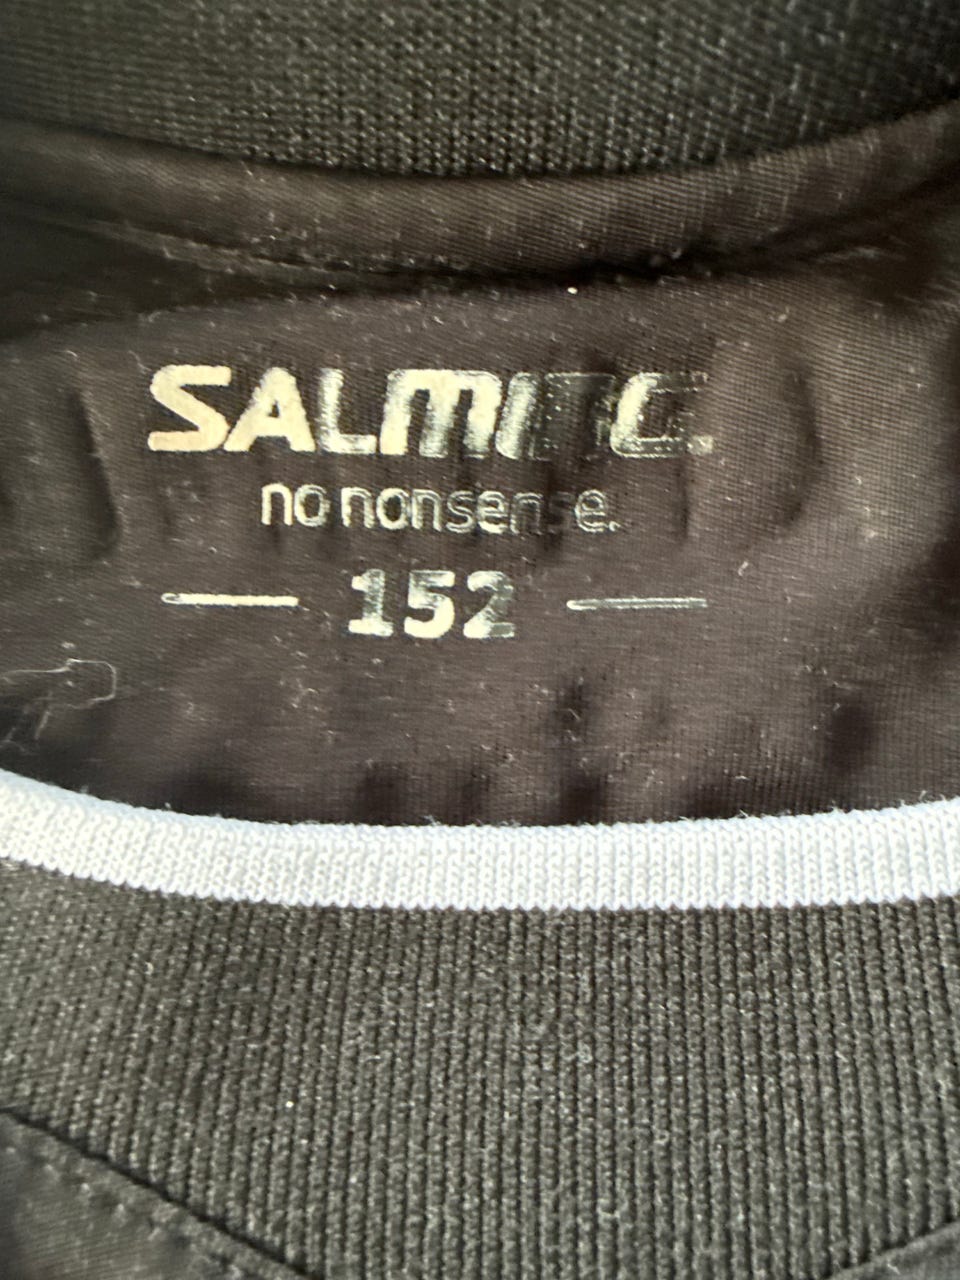 SALMING.
no nonsense.
152